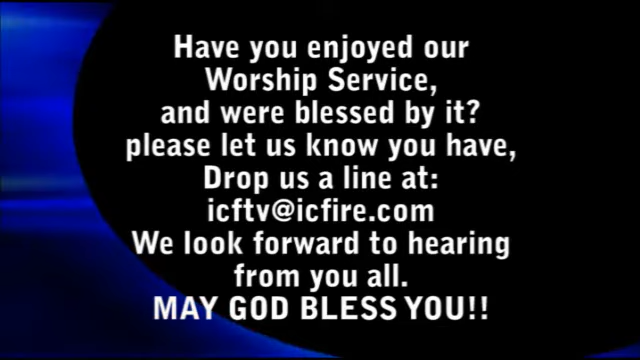 Have you enjoyed our
Worship Service,
and were blessed by it?
please let us know you have,
Drop us a line at:
icftv@icfire.com
We look forward to hearing
from you all.
MAY GOD BLESS YOU!!